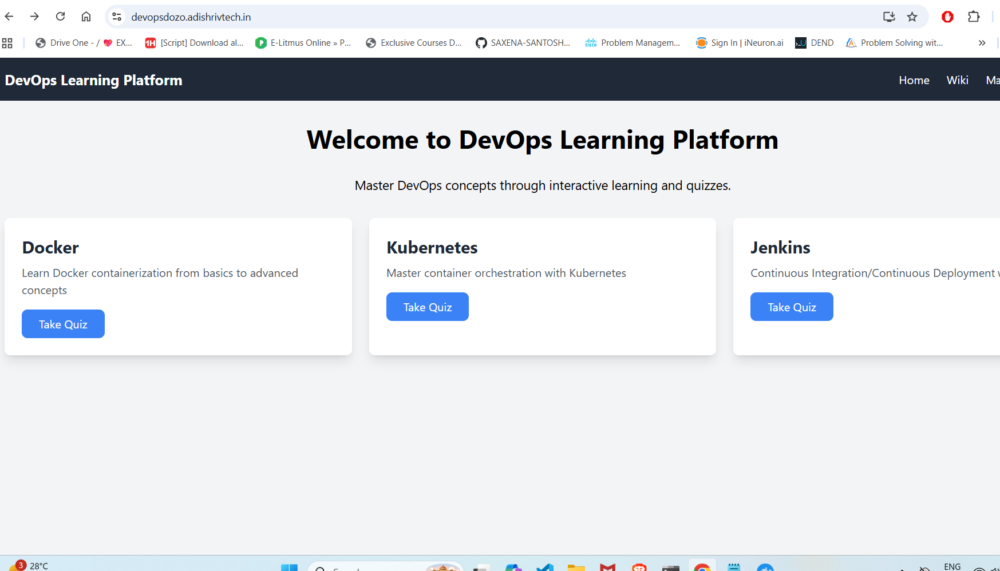 devopsdozo.adishrivtech.in
Drive One - / 💖 EX... [Script] Download al... E-Litmus Online » P... Exclusive Courses D... SAXENA-SANTOSH... Problem Managem... Sign In | iNeuron.ai DEND Problem Solving wit... »
DevOps Learning Platform Home Wiki Ma
Welcome to DevOps Learning Platform
Master DevOps concepts through interactive learning and quizzes.
Docker
Learn Docker containerization from basics to advanced
concepts
Take Quiz
Kubernetes
Master container orchestration with Kubernetes
Take Quiz
Jenkins
Continuous Integration/Continuous Deployment
Take Quiz
3 28°C
ENG